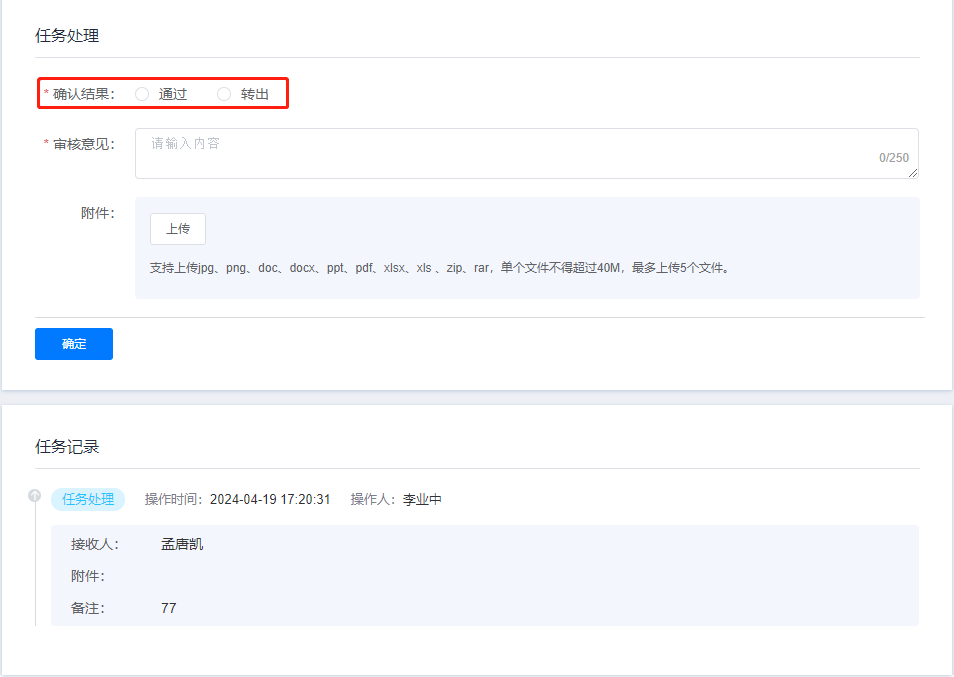 任务处理
* 确认结果： 通过 转出
* 审核意见： 请输入内容
0/250
附件：
上传
支持上传jpg、png、doc、docx、ppt、pdf、xlsx、xls 、zip、rar，单个文件不得超过40M，最多上传5个文件。
确定
任务记录
任务处理 操作时间：2024-04-19 17:20:31 操作人：李业中
接收人： 孟唐凯
附件：
备注： 77